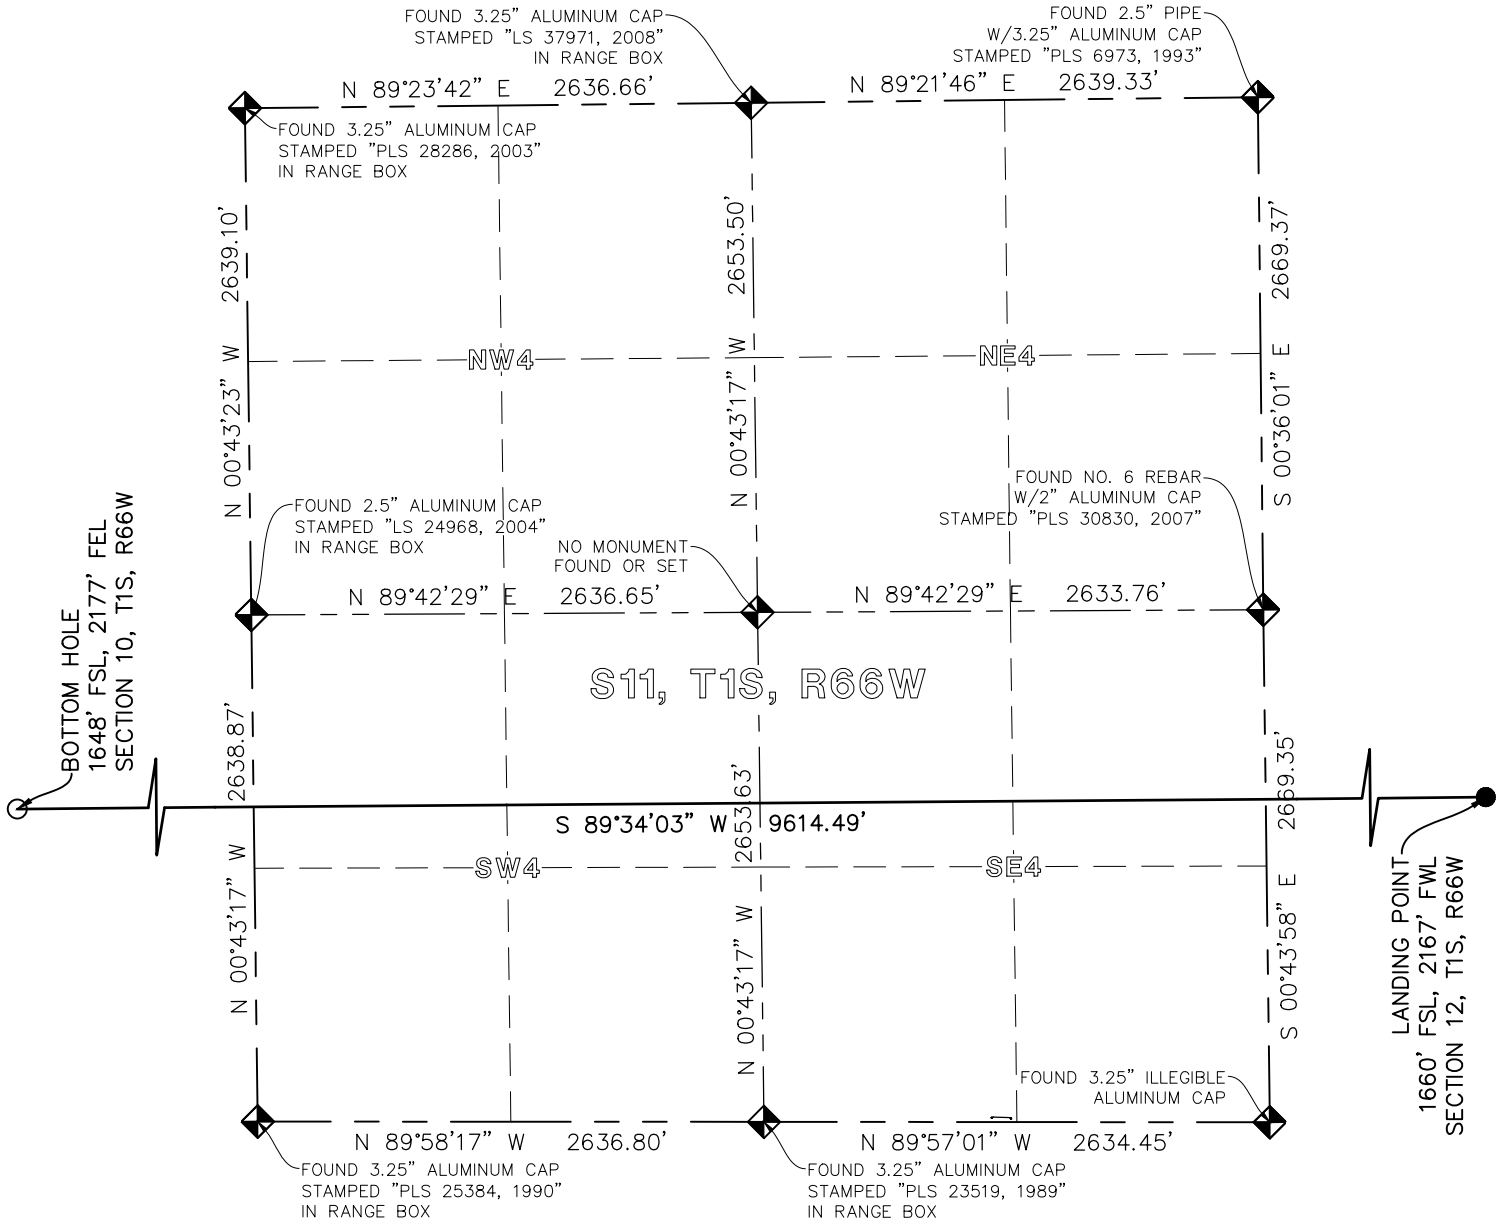 FOUND 3.25" ALUMINUM CAP
STAMPED "LS 37971, 2008"
IN RANGE BOX
FOUND 2.5" PIPE
W/3.25" ALUMINUM CAP
STAMPED "PLS 6973, 1993"
N 89°23'42" E 2636.66'
N 89°21'46" E 2639.33'
FOUND 3.25" ALUMINUM CAP
STAMPED "PLS 28286, 2003"
IN RANGE BOX
N 00°43'23" W 2639.10'
N 00°43'17" W 2653.50'
S 00°36'01" E 2669.37'
NW4
NE4
FOUND 2.5" ALUMINUM CAP
STAMPED "LS 24968, 2004"
IN RANGE BOX
NO MONUMENT
FOUND OR SET
FOUND NO. 6 REBAR
W/2" ALUMINUM CAP
STAMPED "PLS 30830, 2007"
N 89°42'29" E 2636.65'
N 89°42'29" E 2633.76'
S11, T1S, R66W
BOTTOM HOLE
1648' FSL, 2177' FEL
SECTION 10, T1S, R66W
N 00°43'17" W 2638.87'
N 00°43'17" W 2653.63'
S 00°43'58" E 2669.35'
S 89°34'03" W 9614.49'
SW4
SE4
LANDING POINT
1660' FSL, 2167' FWL
SECTION 12, T1S, R66W
FOUND 3.25" ILLEGIBLE
ALUMINUM CAP
N 89°58'17" W 2636.80'
N 89°57'01" W 2634.45'
FOUND 3.25" ALUMINUM CAP
STAMPED "PLS 25384, 1990"
IN RANGE BOX
FOUND 3.25" ALUMINUM CAP
STAMPED "PLS 23519, 1989"
IN RANGE BOX